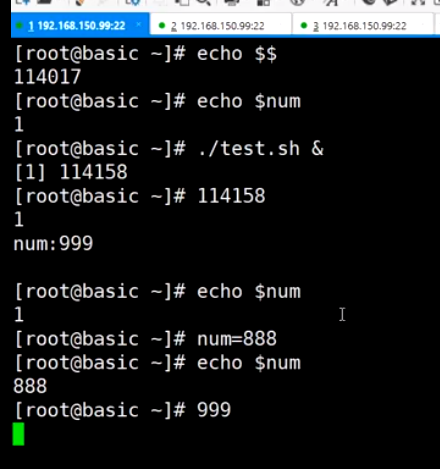 1 192.168.150.99:22
2 192.168.150.99:22
3 192.168.150.99:22
[root@basic ~]# echo $$
114017
[root@basic ~]# echo $num
1
[root@basic ~]# ./test.sh &
[1] 114158
[root@basic ~]# 114158
1
num:999
[root@basic ~]# echo $num
1
[root@basic ~]# num=888
[root@basic ~]# echo $num
888
[root@basic ~]# 999